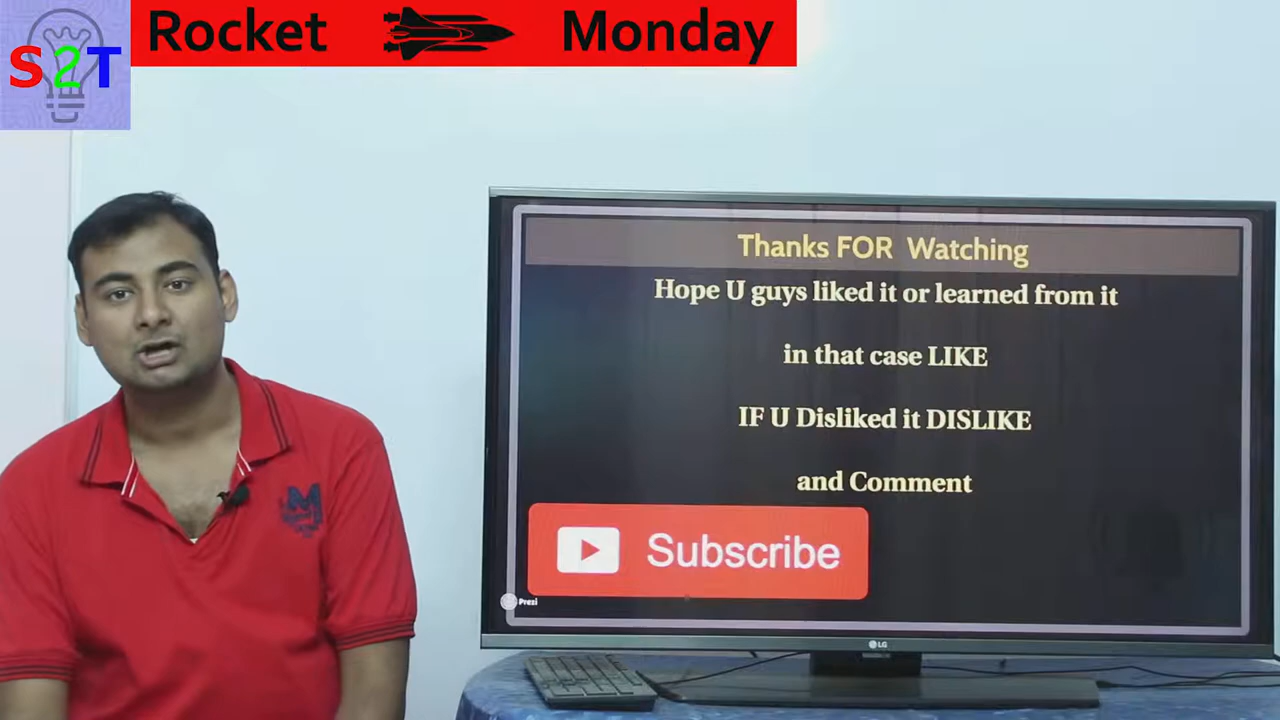 Rocket Monday
S2T
Thanks FOR Watching
Hope U guys liked it or learned from it
in that case LIKE
IF U Disliked it DISLIKE
and Comment
Subscribe
Prezi
LG
M